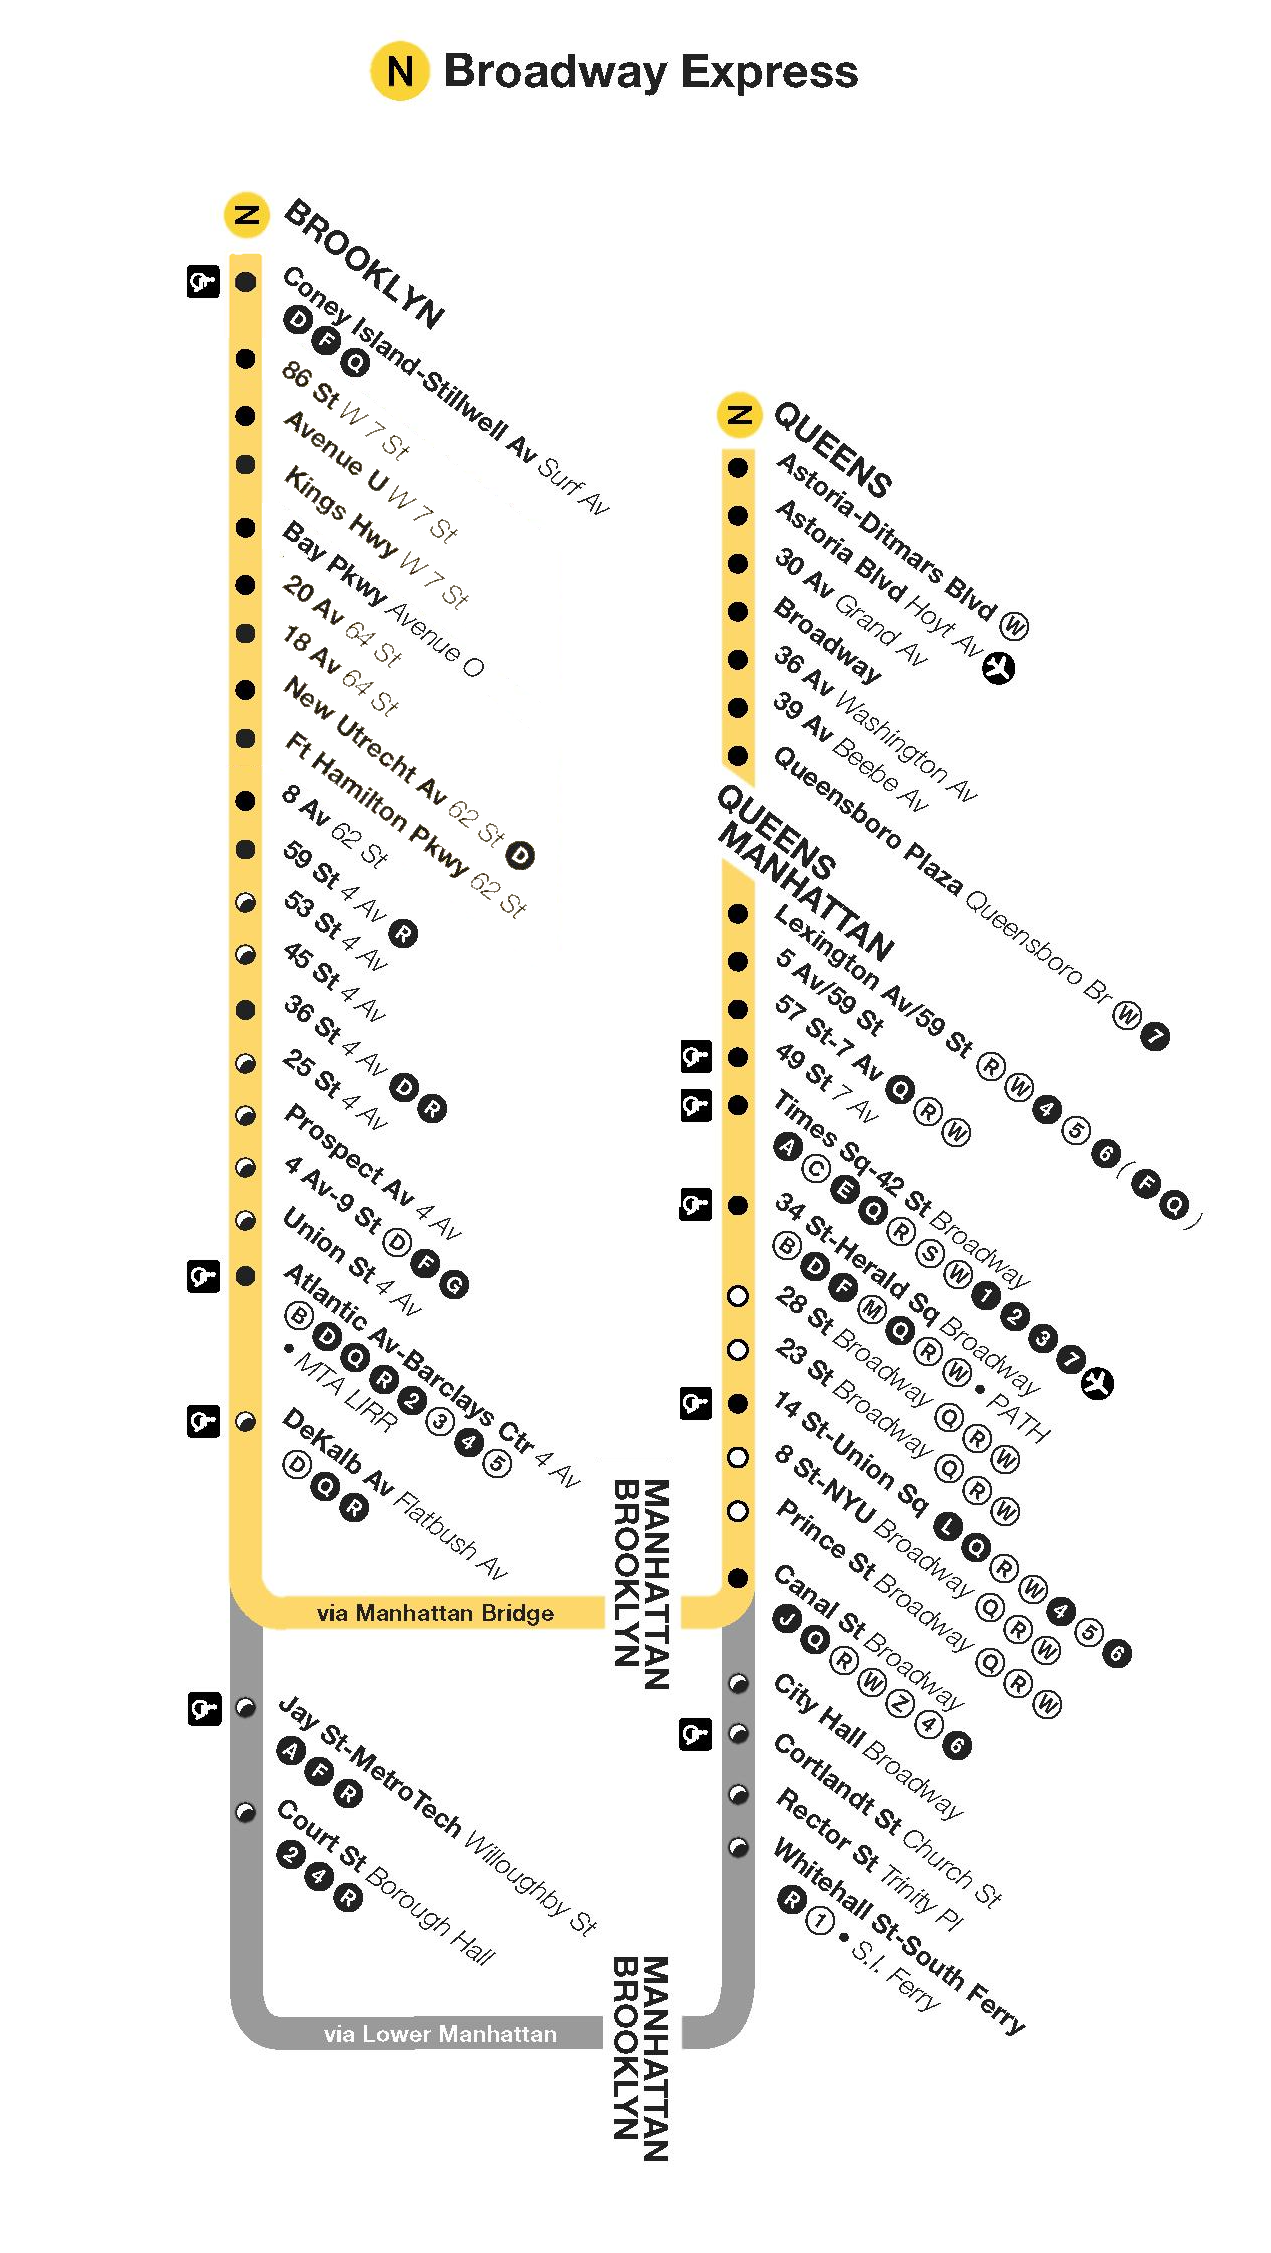 N Broadway Express
N
BROOKLYN
Coney Island-Stillwell Av Surf Av
D F Q
86 St W 7 St
Avenue U W 7 St
Kings Hwy W 7 St
Bay Pkwy Avenue O
20 Av 64 St
18 Av 64 St
New Utrecht Av 62 St D
Ft Hamilton Pkwy 62 St
8 Av 62 St
59 St 4 Av R
53 St 4 Av
45 St 4 Av
36 St 4 Av D R
25 St 4 Av
Prospect Av 4 Av
4 Av-9 St D F G
Union St 4 Av
Atlantic Av-Barclays Ctr 4 Av
B D Q R 2 3 4 5
• MTA LIRR
DeKalb Av Flatbush Av
D Q R
via Manhattan Bridge
MANHATTAN
BROOKLYN
Jay St-MetroTech Willoughby St
A F R
Court St Borough Hall
2 4 R
via Lower Manhattan
MANHATTAN
BROOKLYN
N
QUEENS
Astoria-Ditmars Blvd W
Astoria Blvd Hoyt Av
30 Av Grand Av
Broadway
36 Av Washington Av
39 Av Beebe Av
Queensboro Plaza Queensboro Br W 7
QUEENS
MANHATTAN
Lexington Av/59 St R W 4 5 6 ( F Q )
5 Av/59 St
57 St-7 Av Q R W
49 St 7 Av
Times Sq-42 St Broadway
A C E Q R S W 1 2 3 7
34 St-Herald Sq Broadway
B D F M Q R W • PATH
28 St Broadway Q R W
23 St Broadway Q R W
14 St-Union Sq L Q R W 4 5 6
8 St-NYU Broadway Q R W
Prince St Broadway Q R W
Canal St Broadway
J Q R W Z 4 6
City Hall Broadway
Cortlandt St Church St
Rector St Trinity Pl
Whitehall St-South Ferry
R 1 • S.I. Ferry